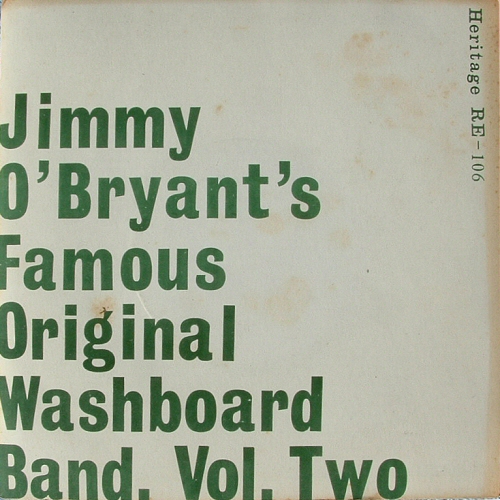 Jimmy
O'Bryant's
Famous
Original
Washboard
Band. Vol. Two
Heritage RE-106